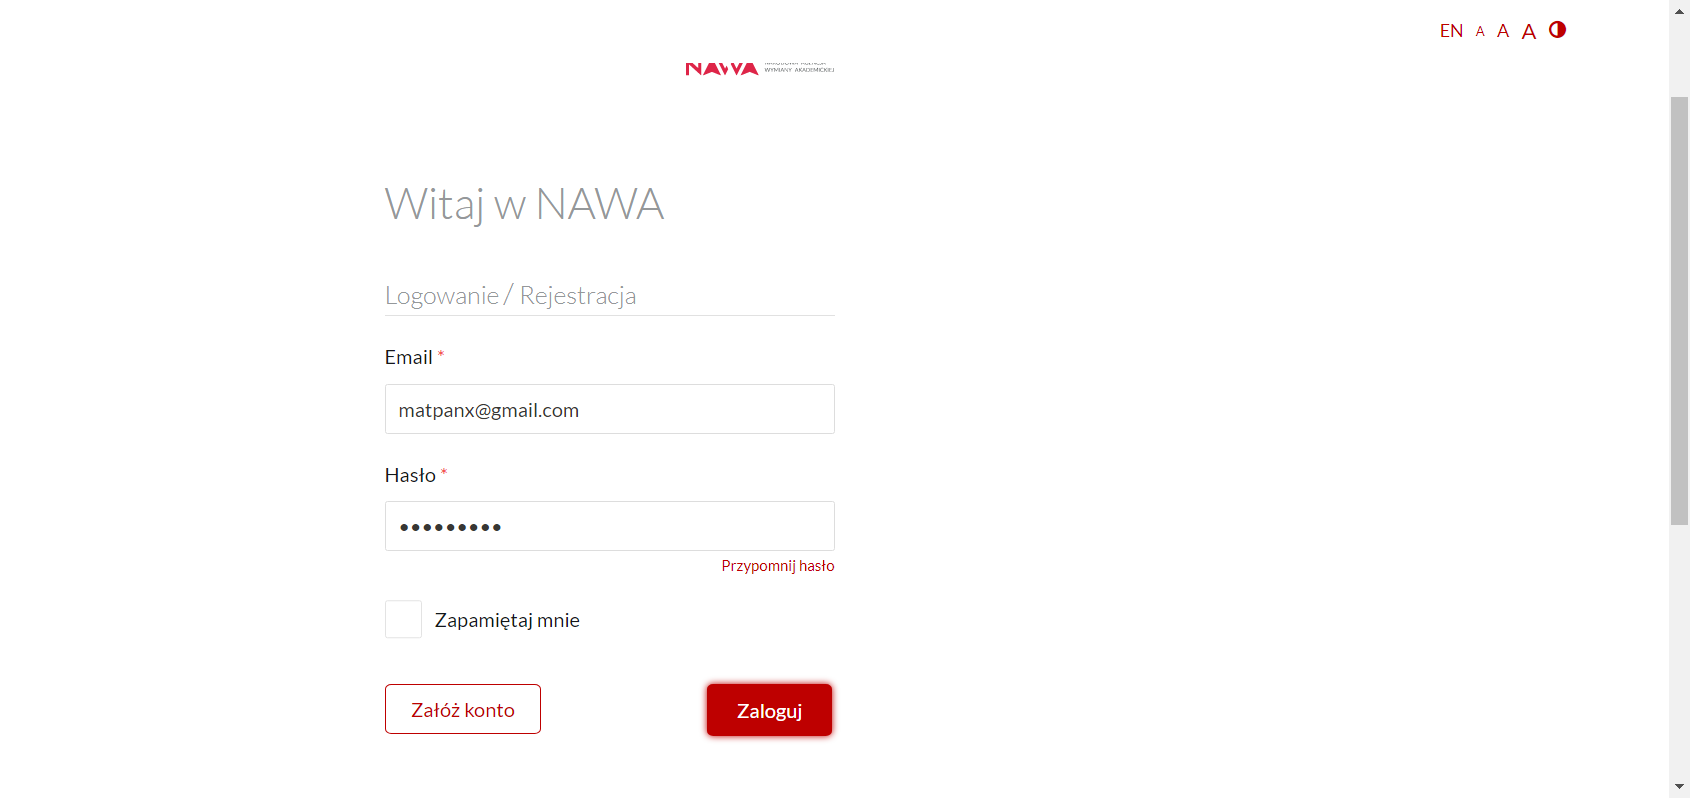 EN A A A
NAWA
WYMIANY AKADEMICKIEJ
Witaj w NAWA
Logowanie / Rejestracja
Email *
matpanx@gmail.com
Hasło *
•••••••••
Przypomnij hasło
Zapamiętaj mnie
Załóż konto
Zaloguj